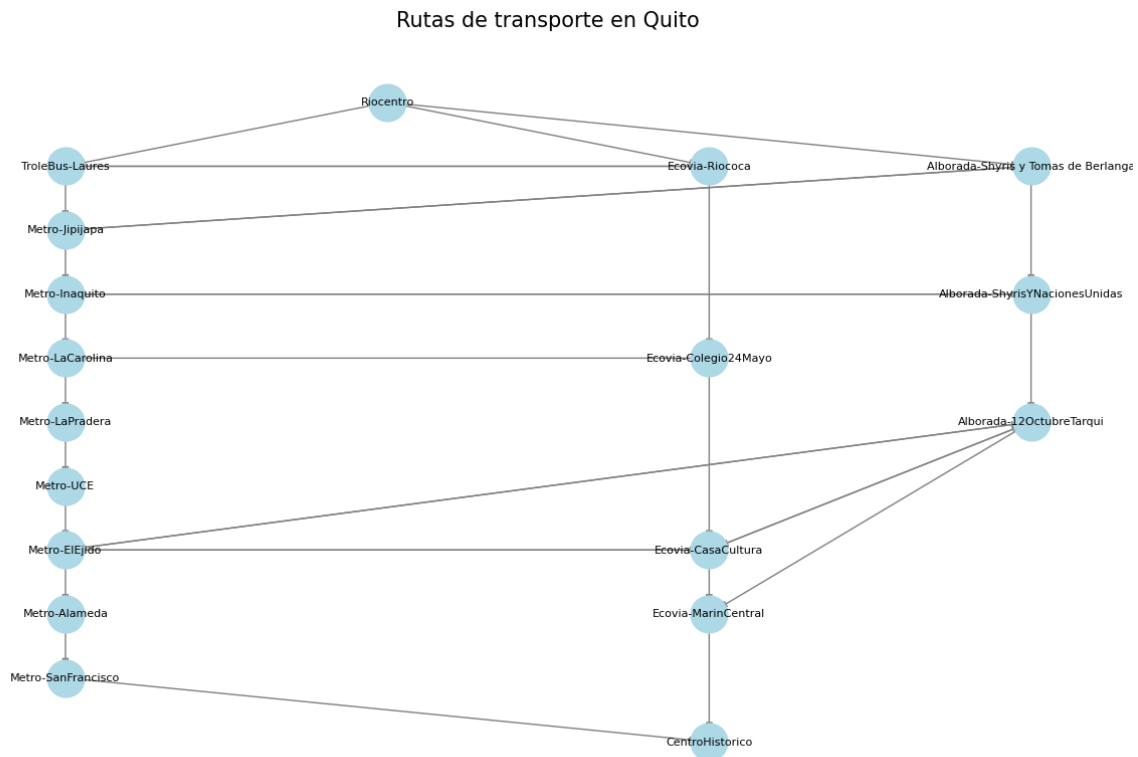 Rutas de transporte en Quito
Riocentro
TroleBus-Laures
Ecovia-Riococa
Alborada-Shyris y Tomas de Berlanga
Metro-Jipijapa
Metro-Inaquito
Alborada-ShyrisYNacionesUnidas
Metro-LaCarolina
Ecovia-Colegio24Mayo
Metro-LaPradera
Alborada-12OctubreTarqui
Metro-UCE
Metro-ElEjido
Ecovia-CasaCultura
Metro-Alameda
Ecovia-MarinCentral
Metro-SanFrancisco
CentroHistorico